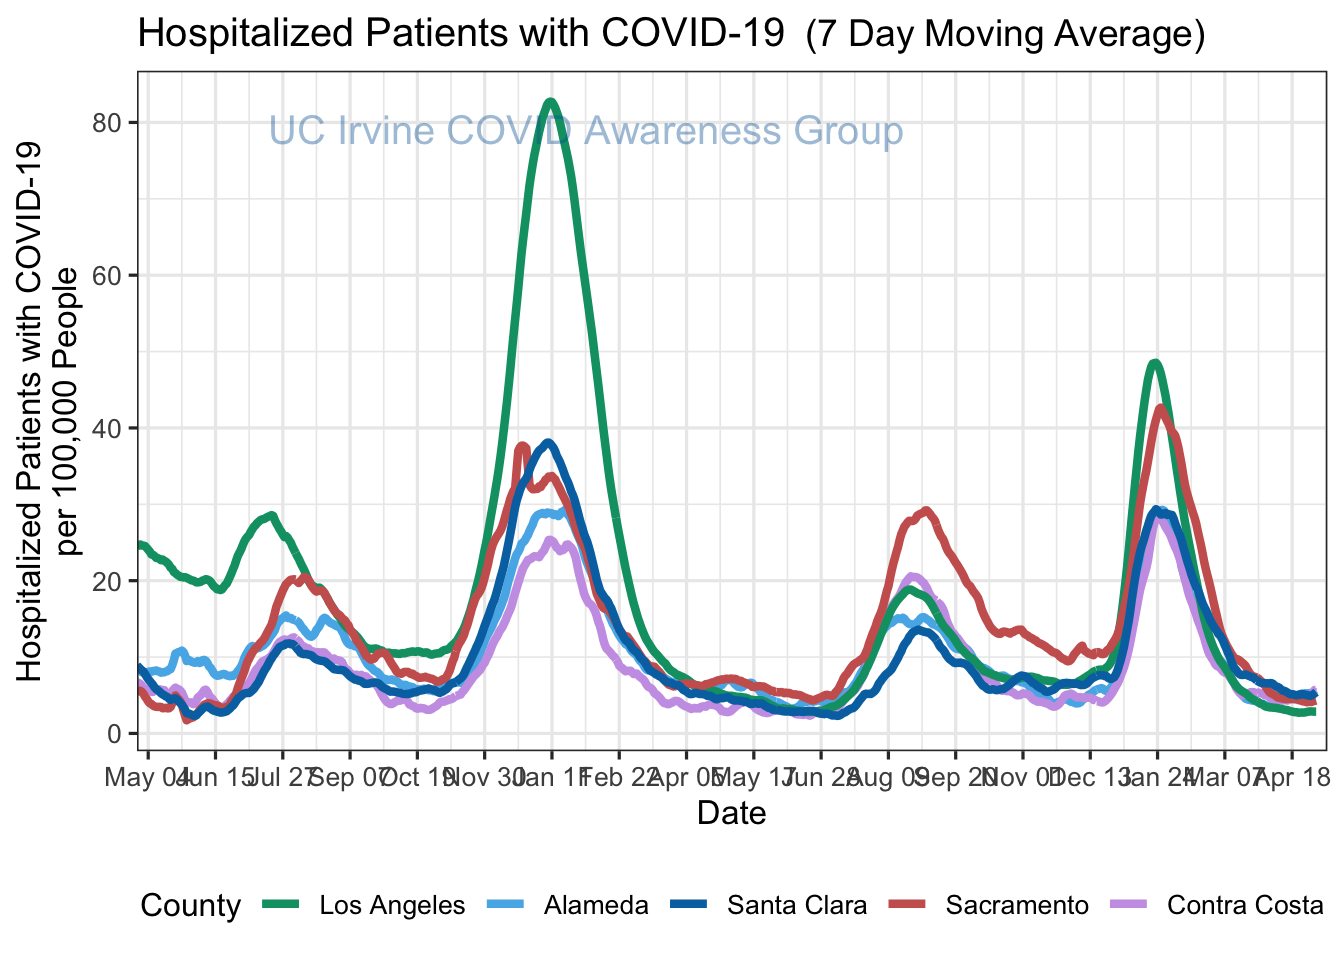 Hospitalized Patients with COVID-19 (7 Day Moving Average)
UC Irvine COVID Awareness Group
Hospitalized Patients with COVID-19
per 100,000 People
80
60
40
20
0
May 04 Jun 15 Jul 27 Sep 07 Oct 19 Nov 30 Jan 11 Feb 22 Apr 05 May 17 Jun 28 Aug 09 Sep 20 Nov 01 Dec 13 Jan 24 Mar 07 Apr 18
Date
County Los Angeles Alameda Santa Clara Sacramento Contra Costa